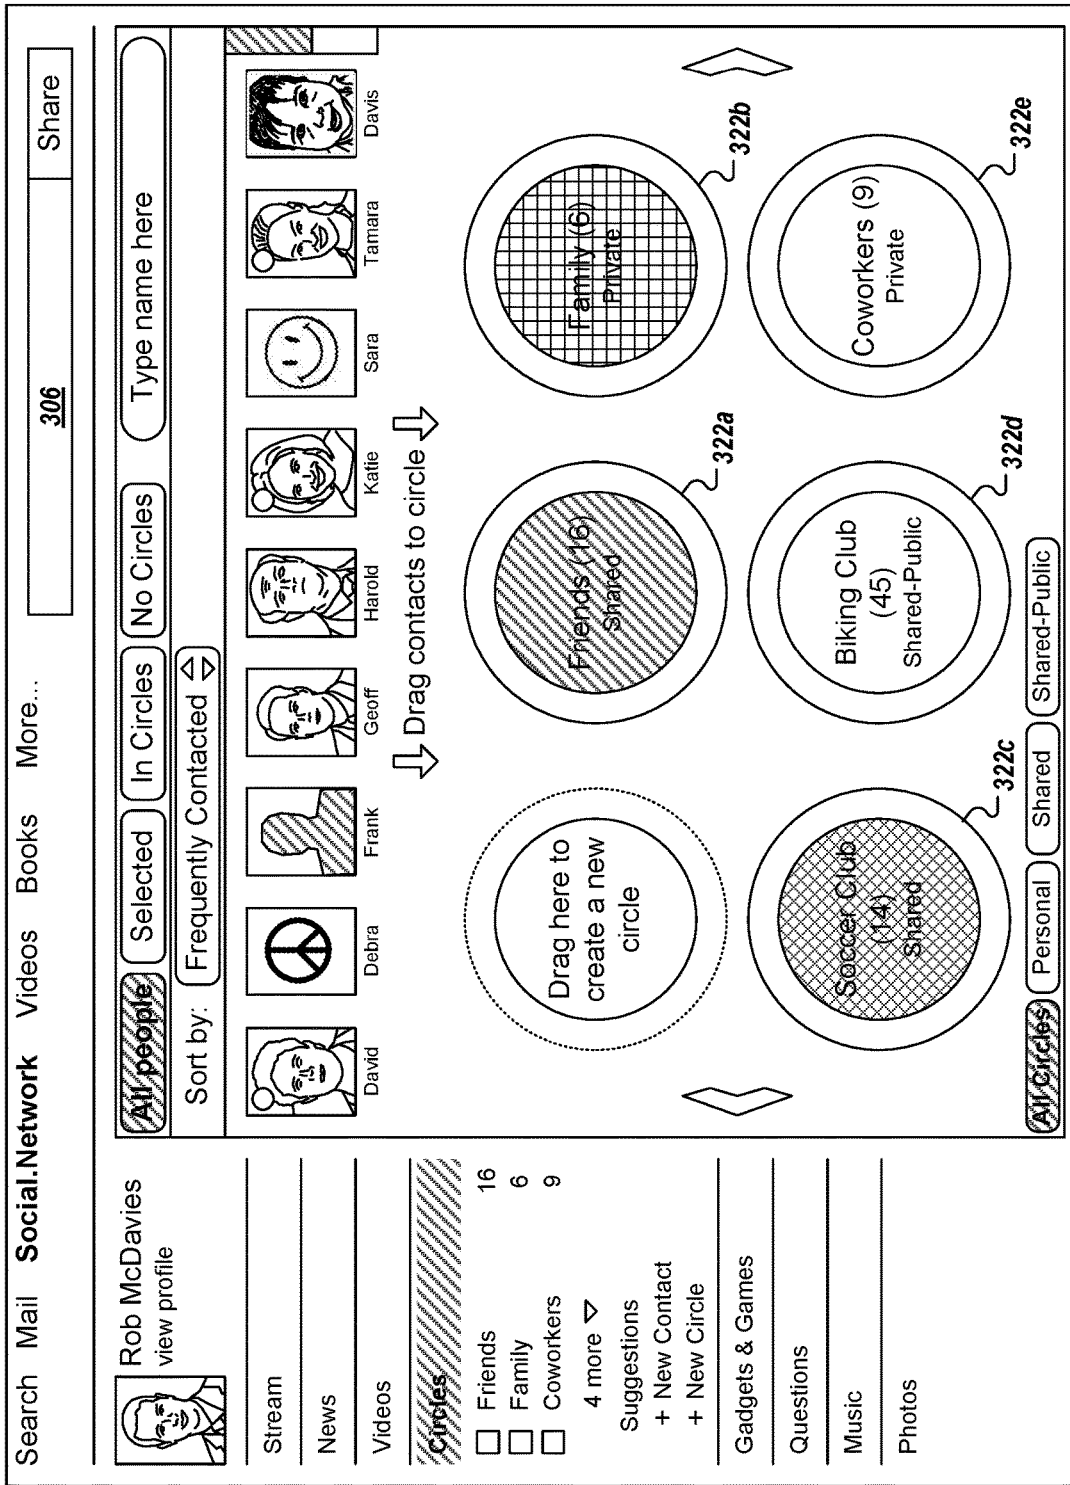 Search Mail Social.Network Videos Books More...
306
Share
Rob McDavies
view profile
Stream
News
Videos
Circles
Friends 16
Family 6
Coworkers 9
4 more
Suggestions
+ New Contact
+ New Circle
Gadgets & Games
Questions
Music
Photos
All people Selected In Circles No Circles Type name here
Sort by: Frequently Contacted
David Debra Frank Geoff Harold Katie Sara Tamara Davis
Drag contacts to circle
Drag here to
create a new
circle
Friends (16)
Shared
322a
Family (6)
Private
322b
Soccer Club
(14)
Shared
322c
Biking Club
(45)
Shared-Public
322d
Coworkers (9)
Private
322e
All Circles Personal Shared Shared-Public